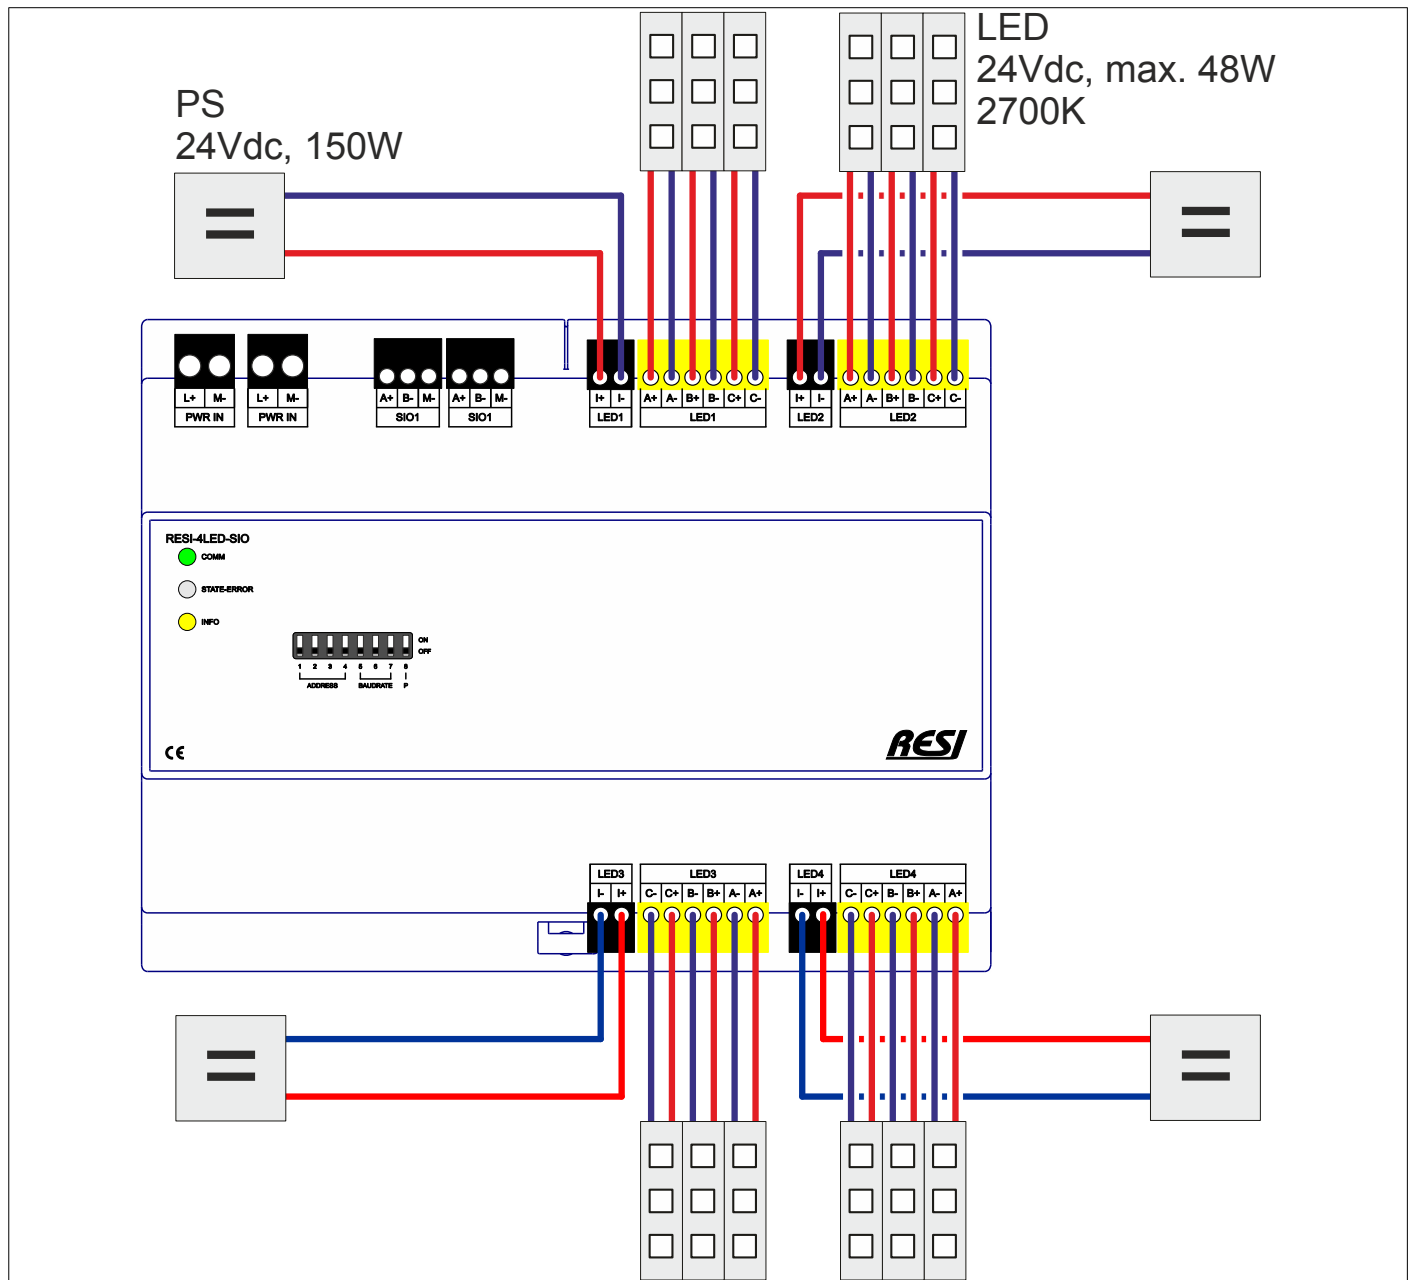 LED
24Vdc, max. 48W
2700K
PS
24Vdc, 150W
L+ M- L+ M- A+ B- M- A+ B- M- I+ I- A+ A- B+ B- C+ C- I+ I- A+ A- B+ B- C+ C-
PWR IN PWR IN SIO1 SIO1 LED1 LED1 LED2 LED2
RESI-4LED-SIO
COMM
STATE-ERROR
INFO
ON
OFF
1 2 3 4 5 6 7 8
ADDRESS BAUDRATE P
CE
RESI
LED3 LED3 LED4 LED4
I- I+ C- C+ B- B+ A- A+ I- I+ C- C+ B- B+ A- A+